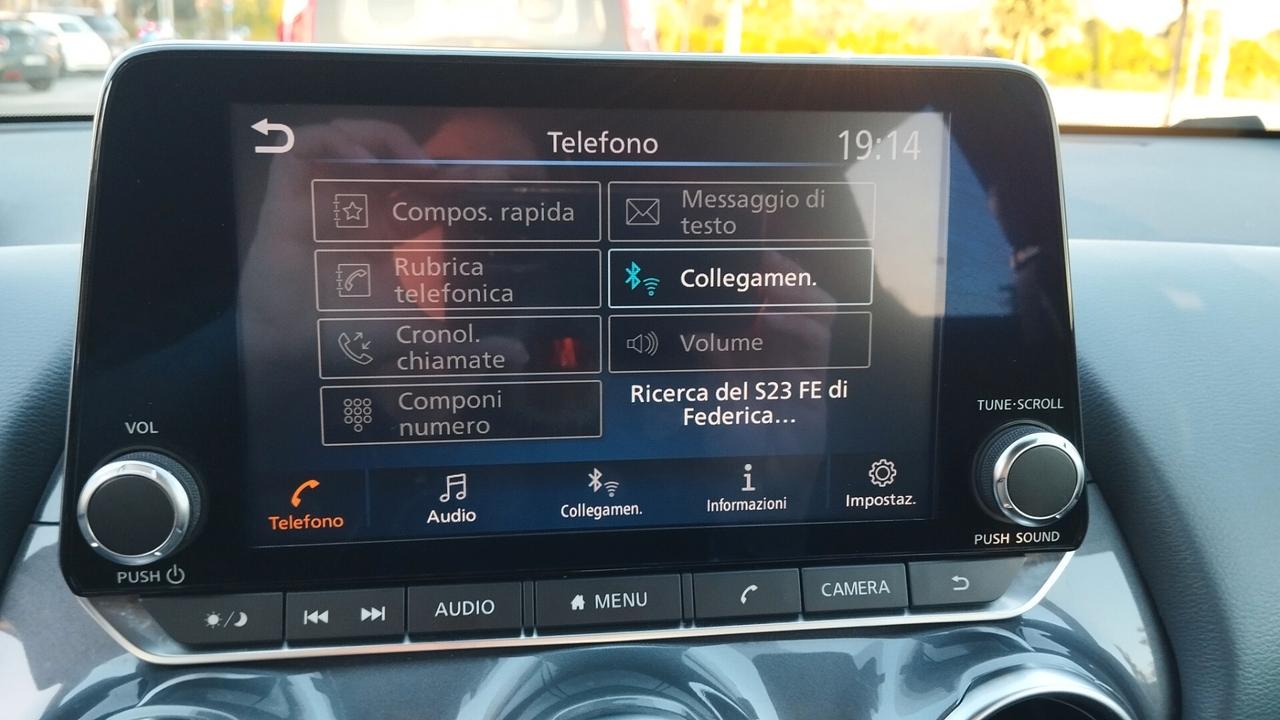 Telefono
19:14
Compos. rapida
Messaggio di
testo
Rubrica
telefonica
Collegamen.
Cronol.
chiamate
Volume
Componi
numero
Ricerca del S23 FE di
Federica...
Telefono
Audio
Collegamen.
Informazioni
Impostaz.
VOL
PUSH
TUNE·SCROLL
PUSH SOUND
AUDIO
MENU
CAMERA